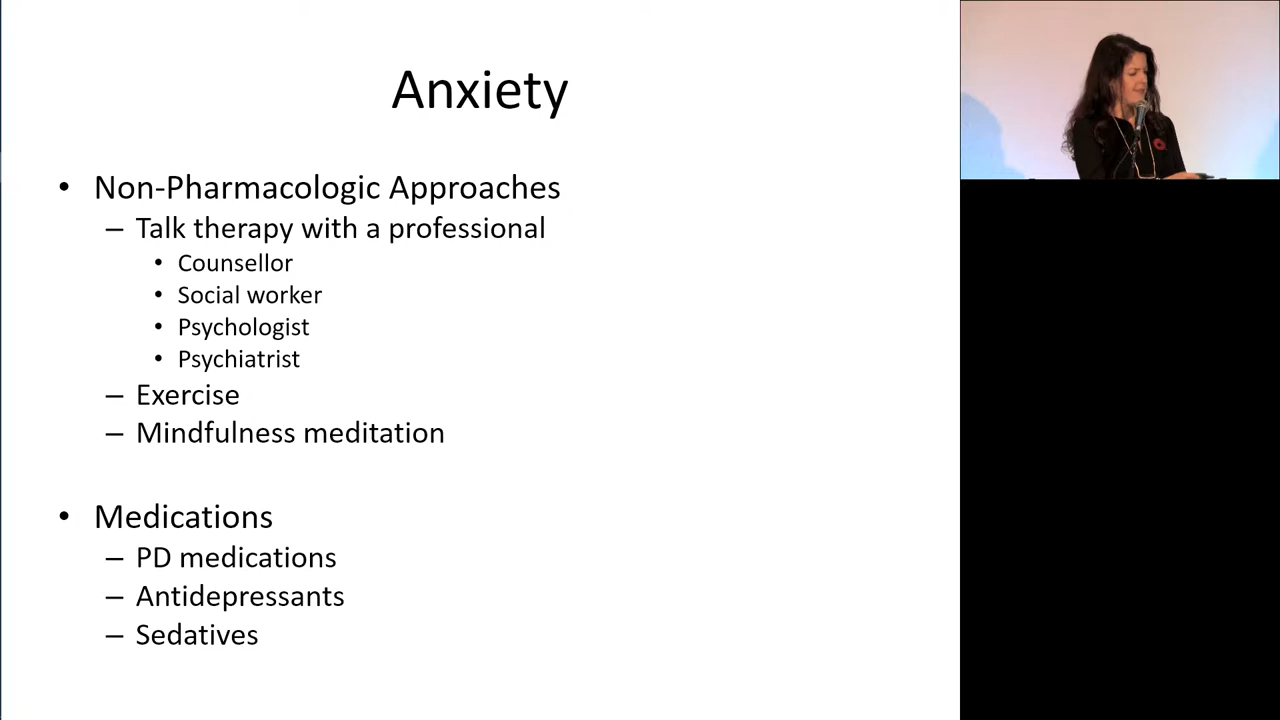 Anxiety
• Non-Pharmacologic Approaches
– Talk therapy with a professional
• Counsellor
• Social worker
• Psychologist
• Psychiatrist
– Exercise
– Mindfulness meditation
• Medications
– PD medications
– Antidepressants
– Sedatives